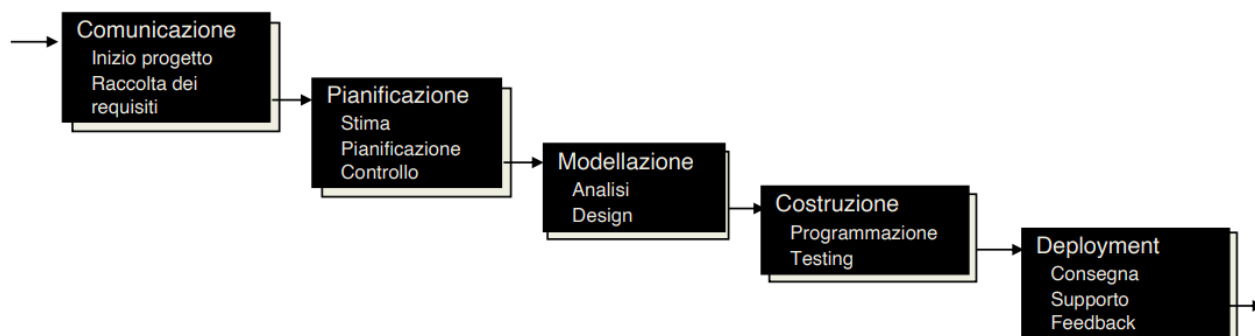 Comunicazione
Inizio progetto
Raccolta dei
requisiti
Pianificazione
Stima
Pianificazione
Controllo
Modellazione
Analisi
Design
Costruzione
Programmazione
Testing
Deployment
Consegna
Supporto
Feedback